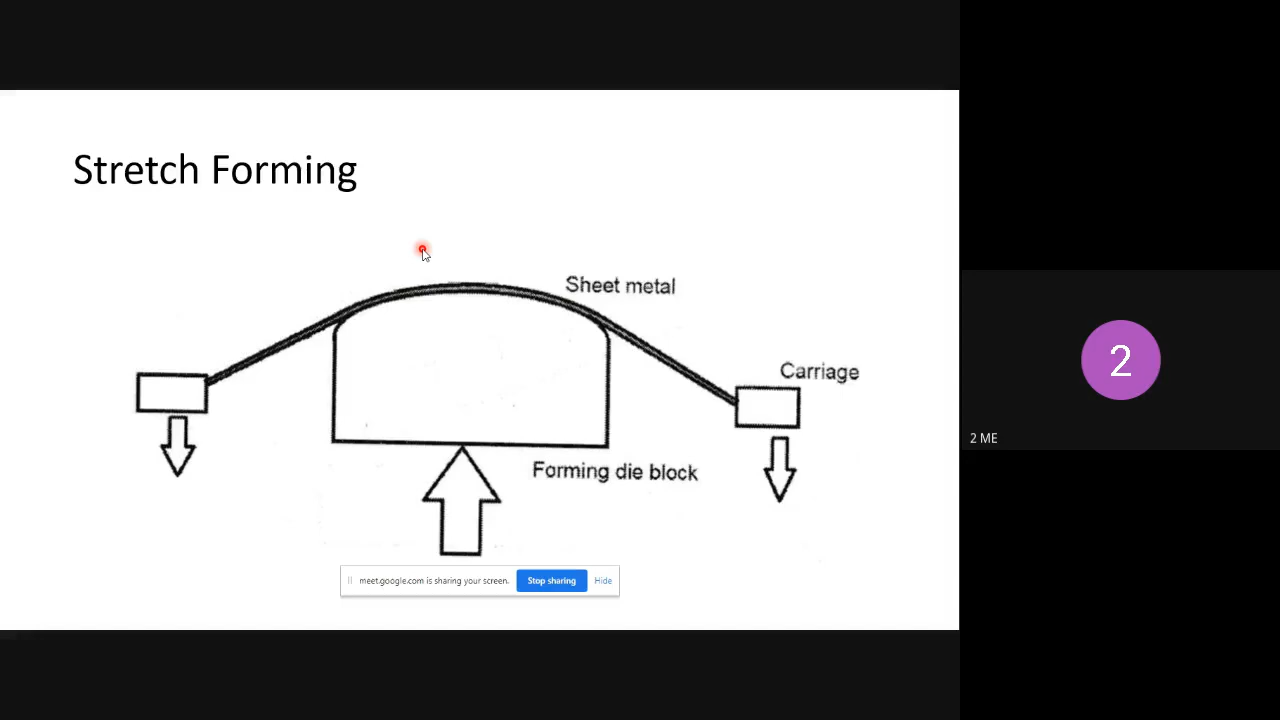 Stretch Forming
Sheet metal
Carriage
Forming die block
meet.google.com is sharing your screen. Stop sharing Hide
2
2 ME